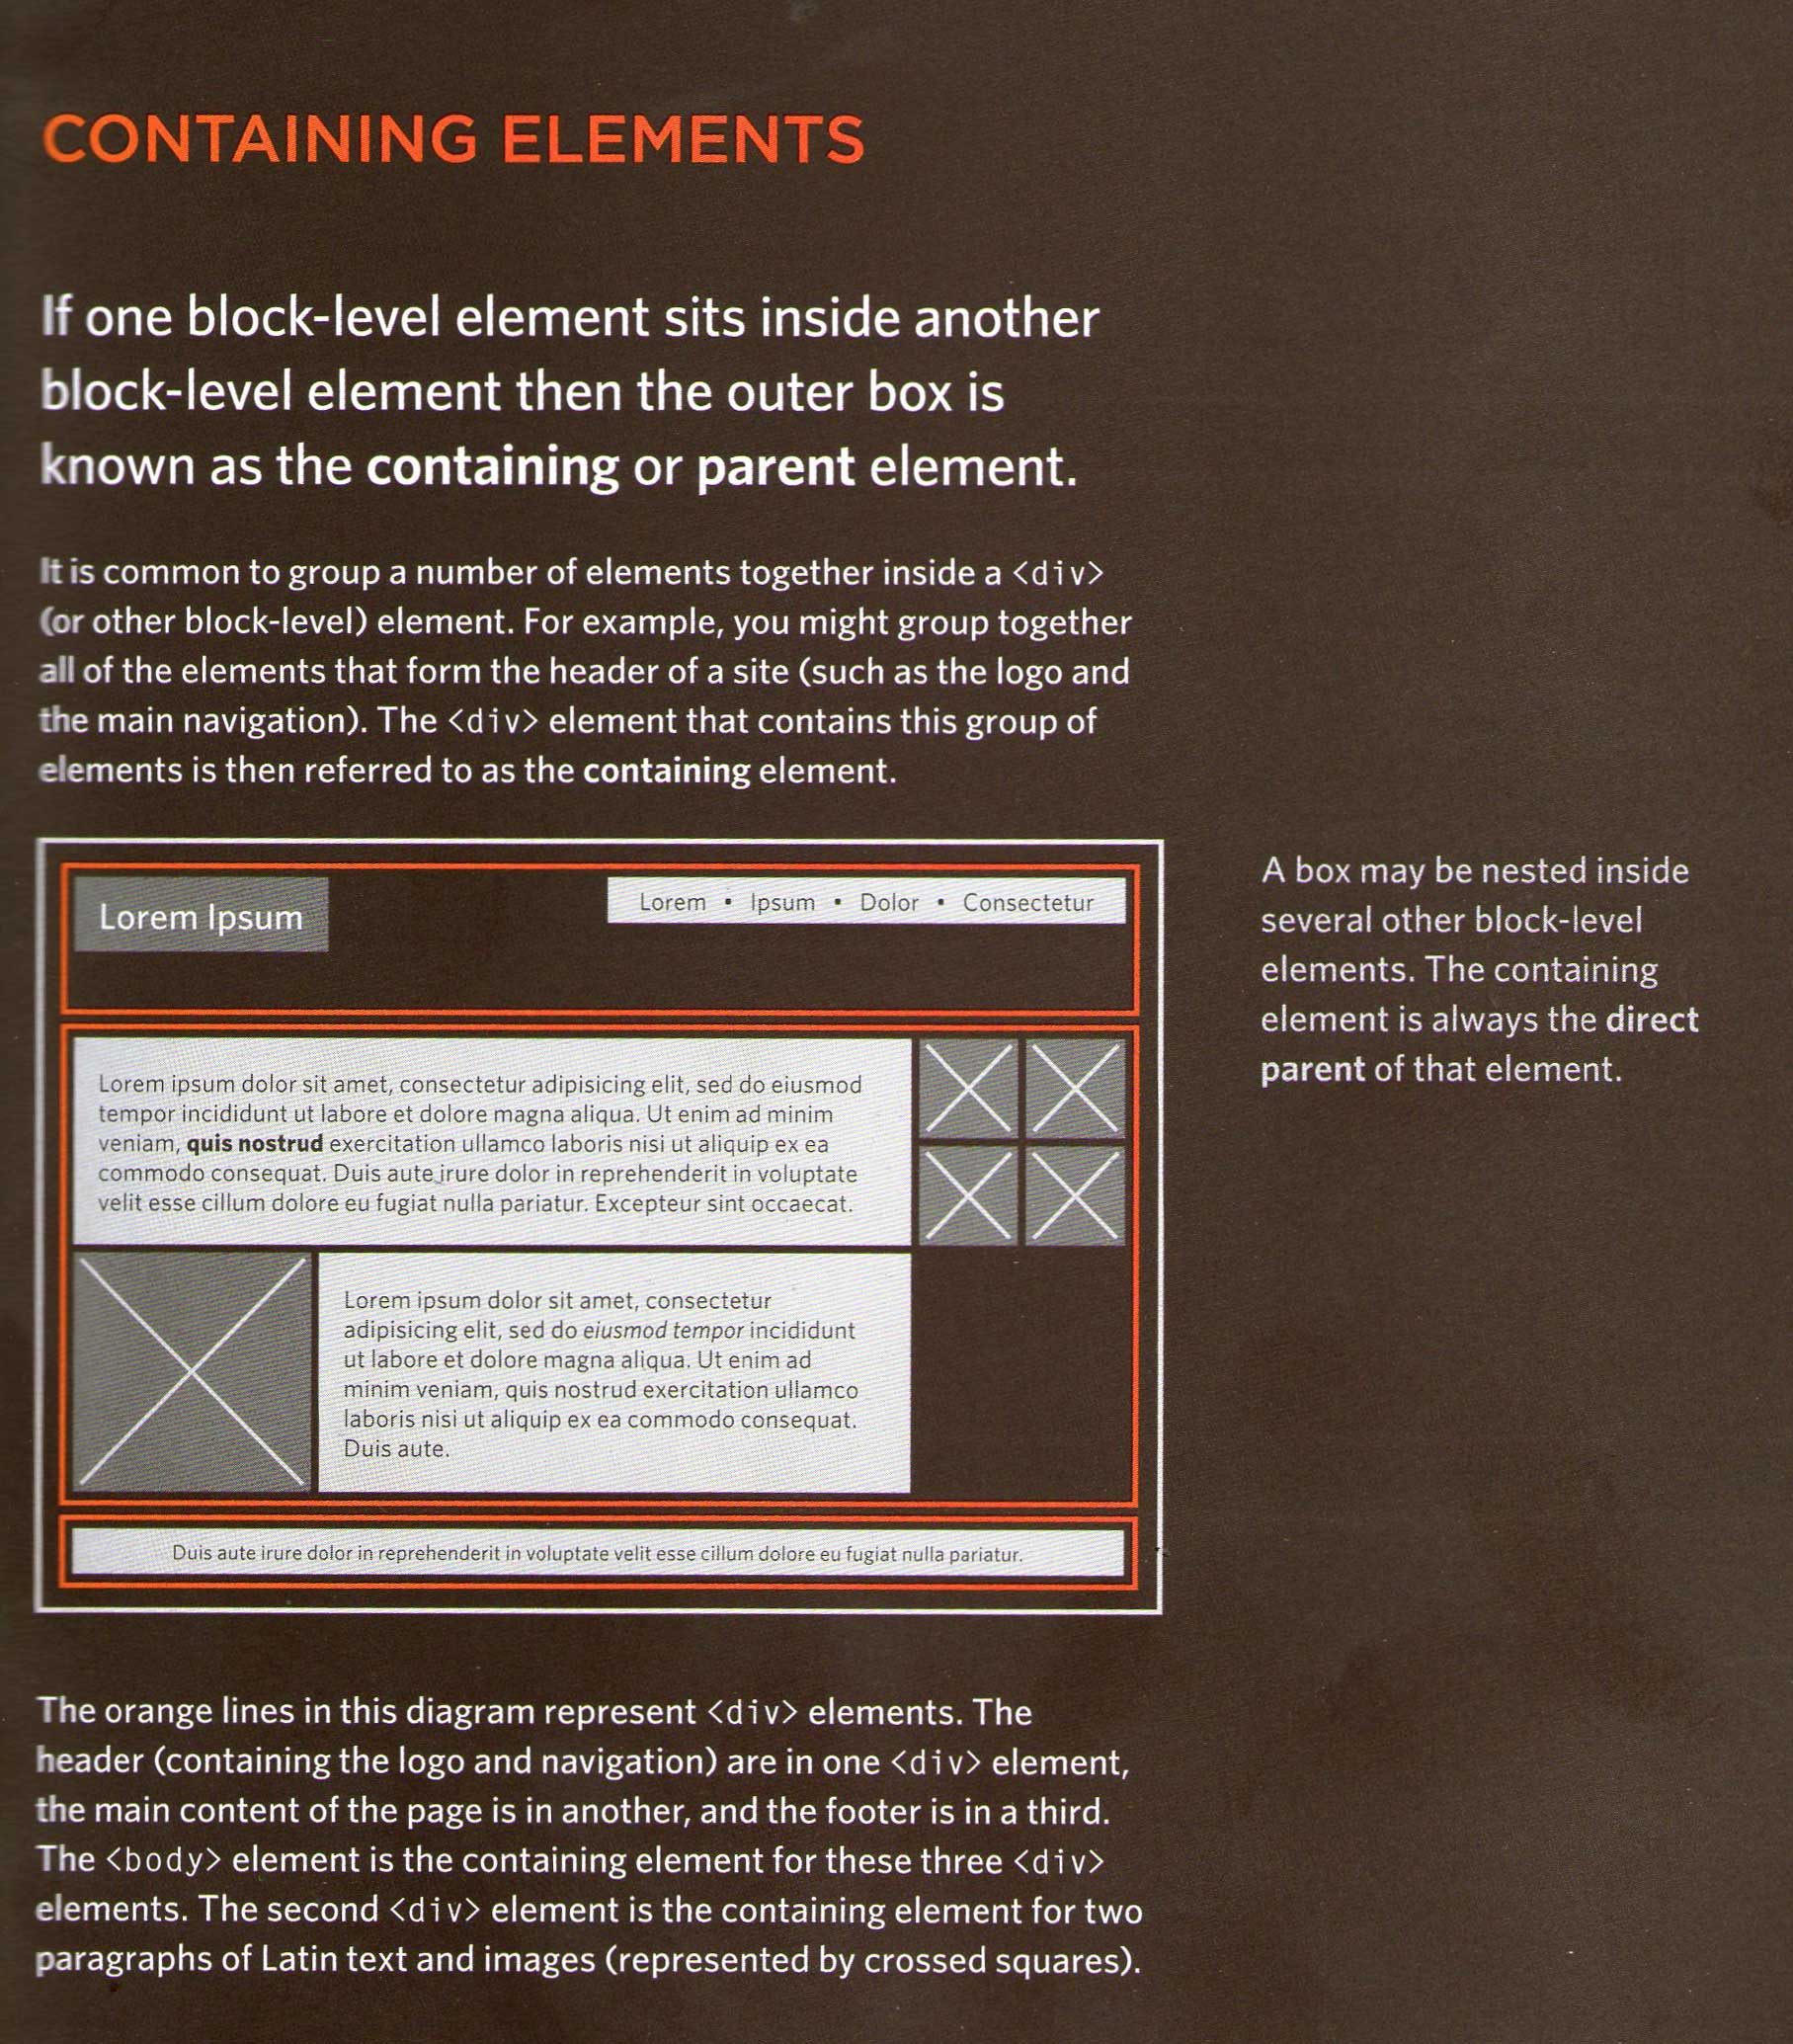 CONTAINING ELEMENTS
If one block-level element sits inside another
block-level element then the outer box is
known as the containing or parent element.
It is common to group a number of elements together inside a <div>
(or other block-level) element. For example, you might group together
all of the elements that form the header of a site (such as the logo and
the main navigation). The <div> element that contains this group of
elements is then referred to as the containing element.
Lorem Ipsum
Lorem • Ipsum • Dolor • Consectetur
Lorem ipsum dolor sit amet, consectetur adipisicing elit, sed do eiusmod
tempor incididunt ut labore et dolore magna aliqua. Ut enim ad minim
veniam, quis nostrud exercitation ullamco laboris nisi ut aliquip ex ea
commodo consequat. Duis aute irure dolor in reprehenderit in voluptate
velit esse cillum dolore eu fugiat nulla pariatur. Excepteur sint occaecat.
Lorem ipsum dolor sit amet, consectetur
adipisicing elit, sed do eiusmod tempor incididunt
ut labore et dolore magna aliqua. Ut enim ad
minim veniam, quis nostrud exercitation ullamco
laboris nisi ut aliquip ex ea commodo consequat.
Duis aute.
Duis aute irure dolor in reprehenderit in voluptate velit esse cillum dolore eu fugiat nulla pariatur.
A box may be nested inside
several other block-level
elements. The containing
element is always the direct
parent of that element.
The orange lines in this diagram represent <div> elements. The
header (containing the logo and navigation) are in one <div> element,
the main content of the page is in another, and the footer is in a third.
The <body> element is the containing element for these three <div>
elements. The second <div> element is the containing element for two
paragraphs of Latin text and images (represented by crossed squares).